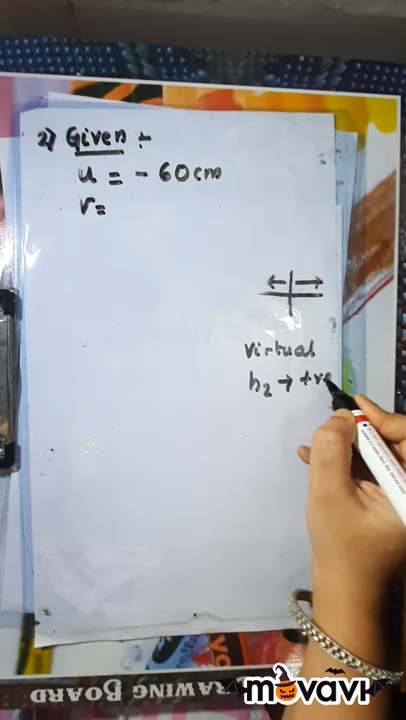 2) Given :-
u = - 60cm
v =
virtual
h₂ → +ve
DRAWING BOARD
movavi